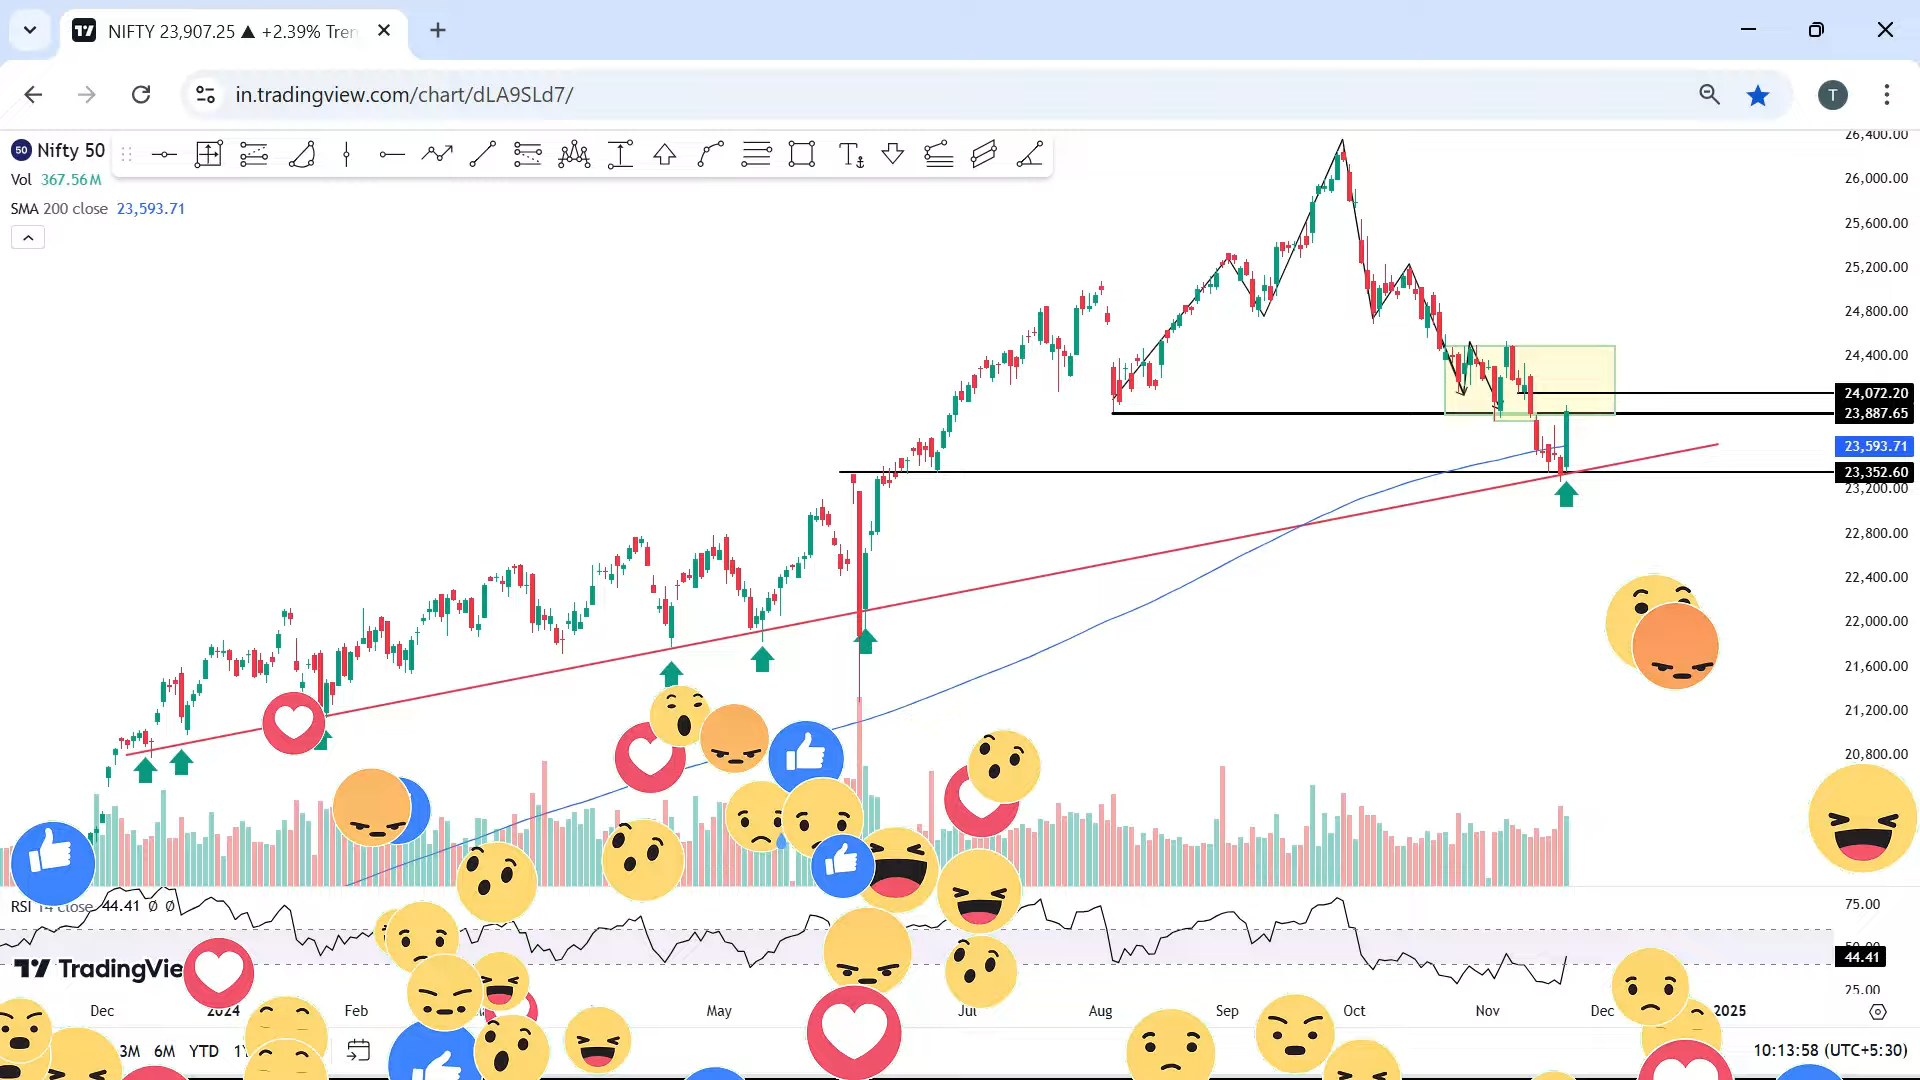 NIFTY 23,907.25 ▲ +2.39% Tren
in.tradingview.com/chart/dLA9SLd7/
T
50 Nifty 50
Vol 367.56M
SMA 200 close 23,593.71
26,400.00
26,000.00
25,600.00
25,200.00
24,800.00
24,400.00
24,072.20
23,887.65
23,593.71
23,352.60
23,200.00
22,800.00
22,400.00
22,000.00
21,600.00
21,200.00
20,800.00
RSI 14 close 44.41 Ø Ø
75.00
50.00
44.41
25.00
TradingVie
Dec 2024 Feb May Jul Aug Sep Oct Nov Dec 2025
3M 6M YTD 1Y
10:13:58 (UTC+5:30)